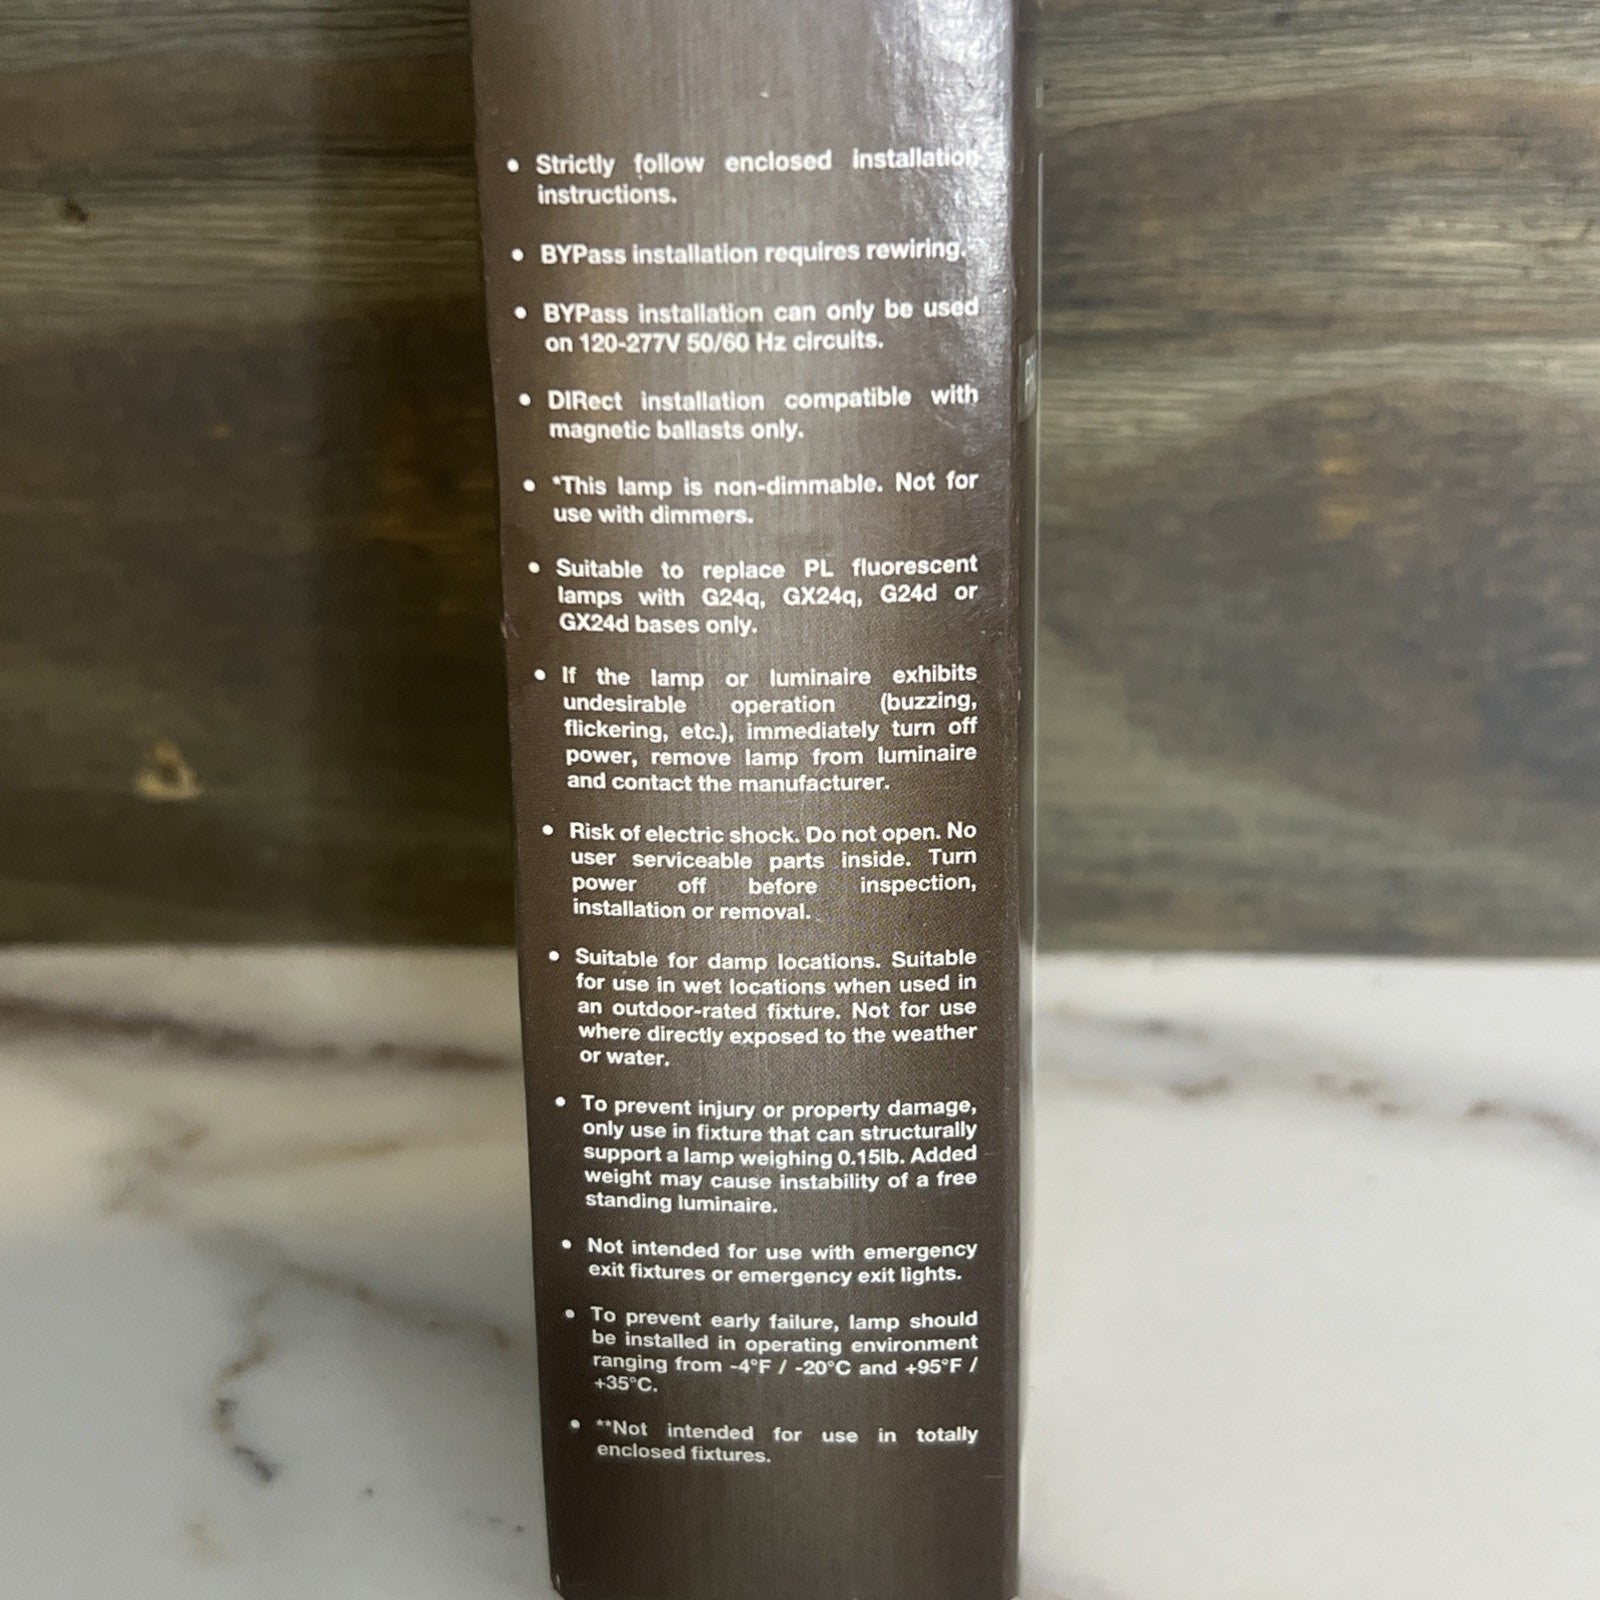 • Strictly follow enclosed installation
instructions.
• BYPass installation requires rewiring.
• BYPass installation can only be used
on 120-277V 50/60 Hz circuits.
• DIRect installation compatible with
magnetic ballasts only.
• *This lamp is non-dimmable. Not for
use with dimmers.
• Suitable to replace PL fluorescent
lamps with G24q, GX24q, G24d or
GX24d bases only.
• If the lamp or luminaire exhibits
undesirable operation (buzzing,
flickering, etc.), immediately turn off
power, remove lamp from luminaire
and contact the manufacturer.
• Risk of electric shock. Do not open. No
user serviceable parts inside. Turn
power off before inspection,
installation or removal.
• Suitable for damp locations. Suitable
for use in wet locations when used in
an outdoor-rated fixture. Not for use
where directly exposed to the weather
or water.
• To prevent injury or property damage,
only use in fixture that can structurally
support a lamp weighing 0.15lb. Added
weight may cause instability of a free
standing luminaire.
• Not intended for use with emergency
exit fixtures or emergency exit lights.
• To prevent early failure, lamp should
be installed in operating environment
ranging from -4°F / -20°C and +95°F /
+35°C.
• **Not intended for use in totally
enclosed fixtures.